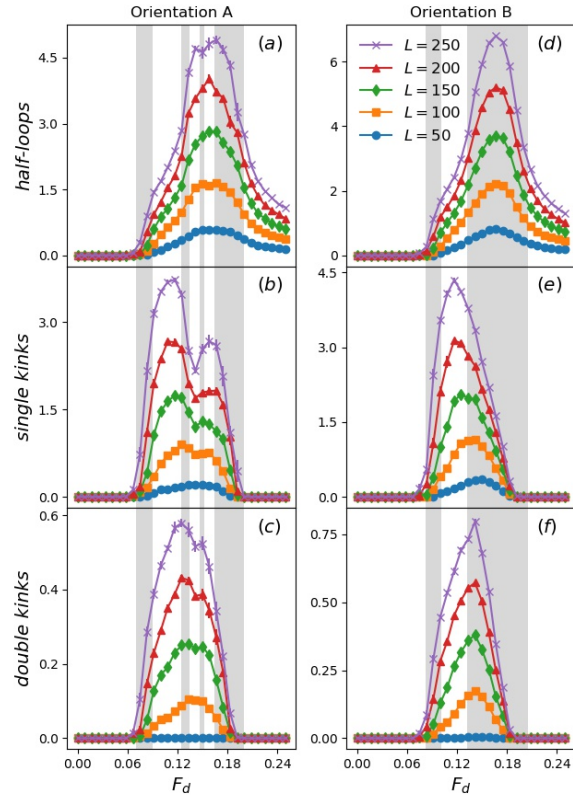 Orientation A
Orientation B
(a)
(d)
L = 250
L = 200
L = 150
L = 100
L = 50
half-loops
4.5
3.0
1.5
0.0
6
4
2
0
(b)
(e)
single kinks
3.0
1.5
0.0
4.5
3.0
1.5
0.0
(c)
(f)
double kinks
0.6
0.4
0.2
0.0
0.75
0.50
0.25
0.00
0.00 0.06 0.12 0.18 0.24
0.00 0.06 0.12 0.18 0.24
F_d
F_d